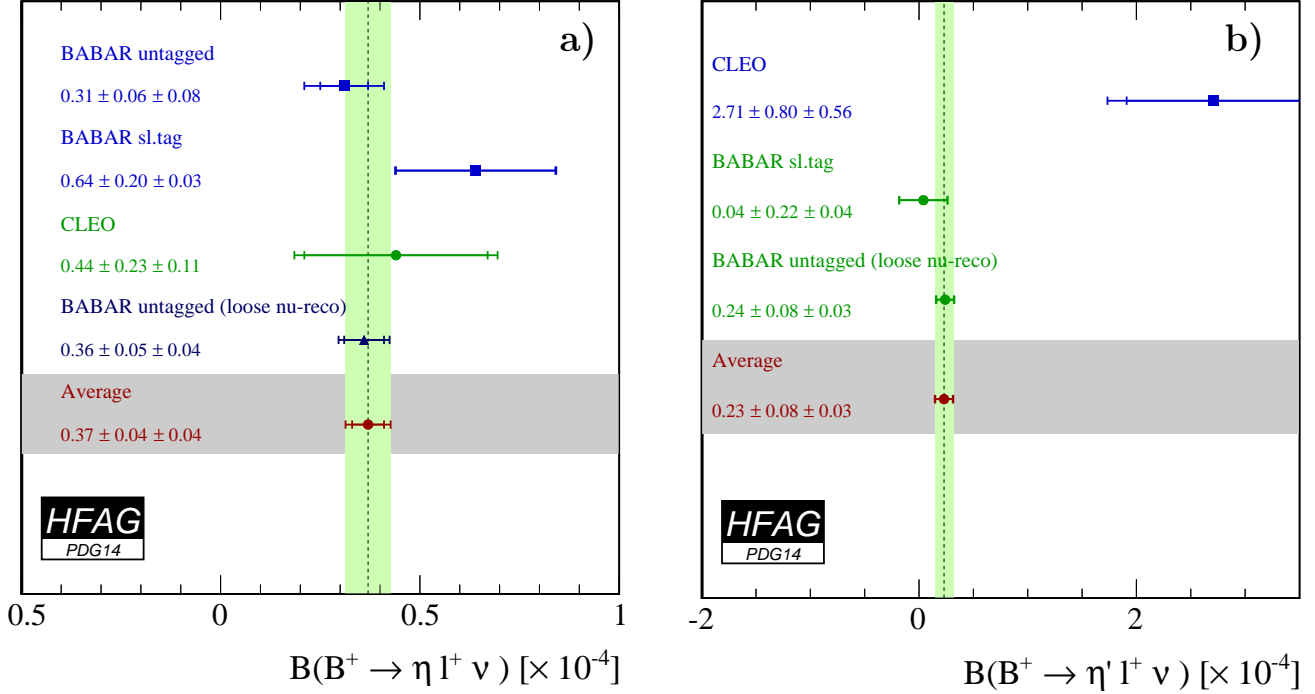 a)
BABAR untagged
0.31 ± 0.06 ± 0.08
BABAR sl.tag
0.64 ± 0.20 ± 0.03
CLEO
0.44 ± 0.23 ± 0.11
BABAR untagged (loose nu-reco)
0.36 ± 0.05 ± 0.04
Average
0.37 ± 0.04 ± 0.04
HFAG
PDG14
0.5 0 0.5 1
B(B⁺ → η l⁺ ν ) [× 10⁻⁴]
b)
CLEO
2.71 ± 0.80 ± 0.56
BABAR sl.tag
0.04 ± 0.22 ± 0.04
BABAR untagged (loose nu-reco)
0.24 ± 0.08 ± 0.03
Average
0.23 ± 0.08 ± 0.03
HFAG
PDG14
-2 0 2
B(B⁺ → η' l⁺ ν ) [× 10⁻⁴]